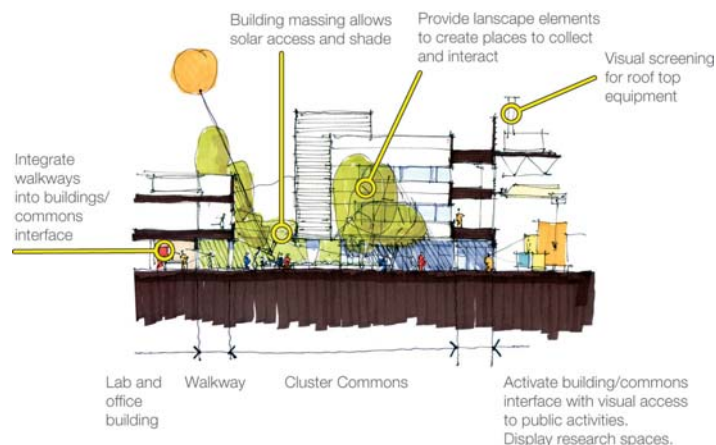 Building massing allows
solar access and shade
Provide lanscape elements
to create places to collect
and interact
Visual screening
for roof top
equipment
Integrate
walkways
into buildings/
commons
interface
Lab and
office
building
Walkway
Cluster Commons
Activate building/commons
interface with visual access
to public activities.
Display research spaces.